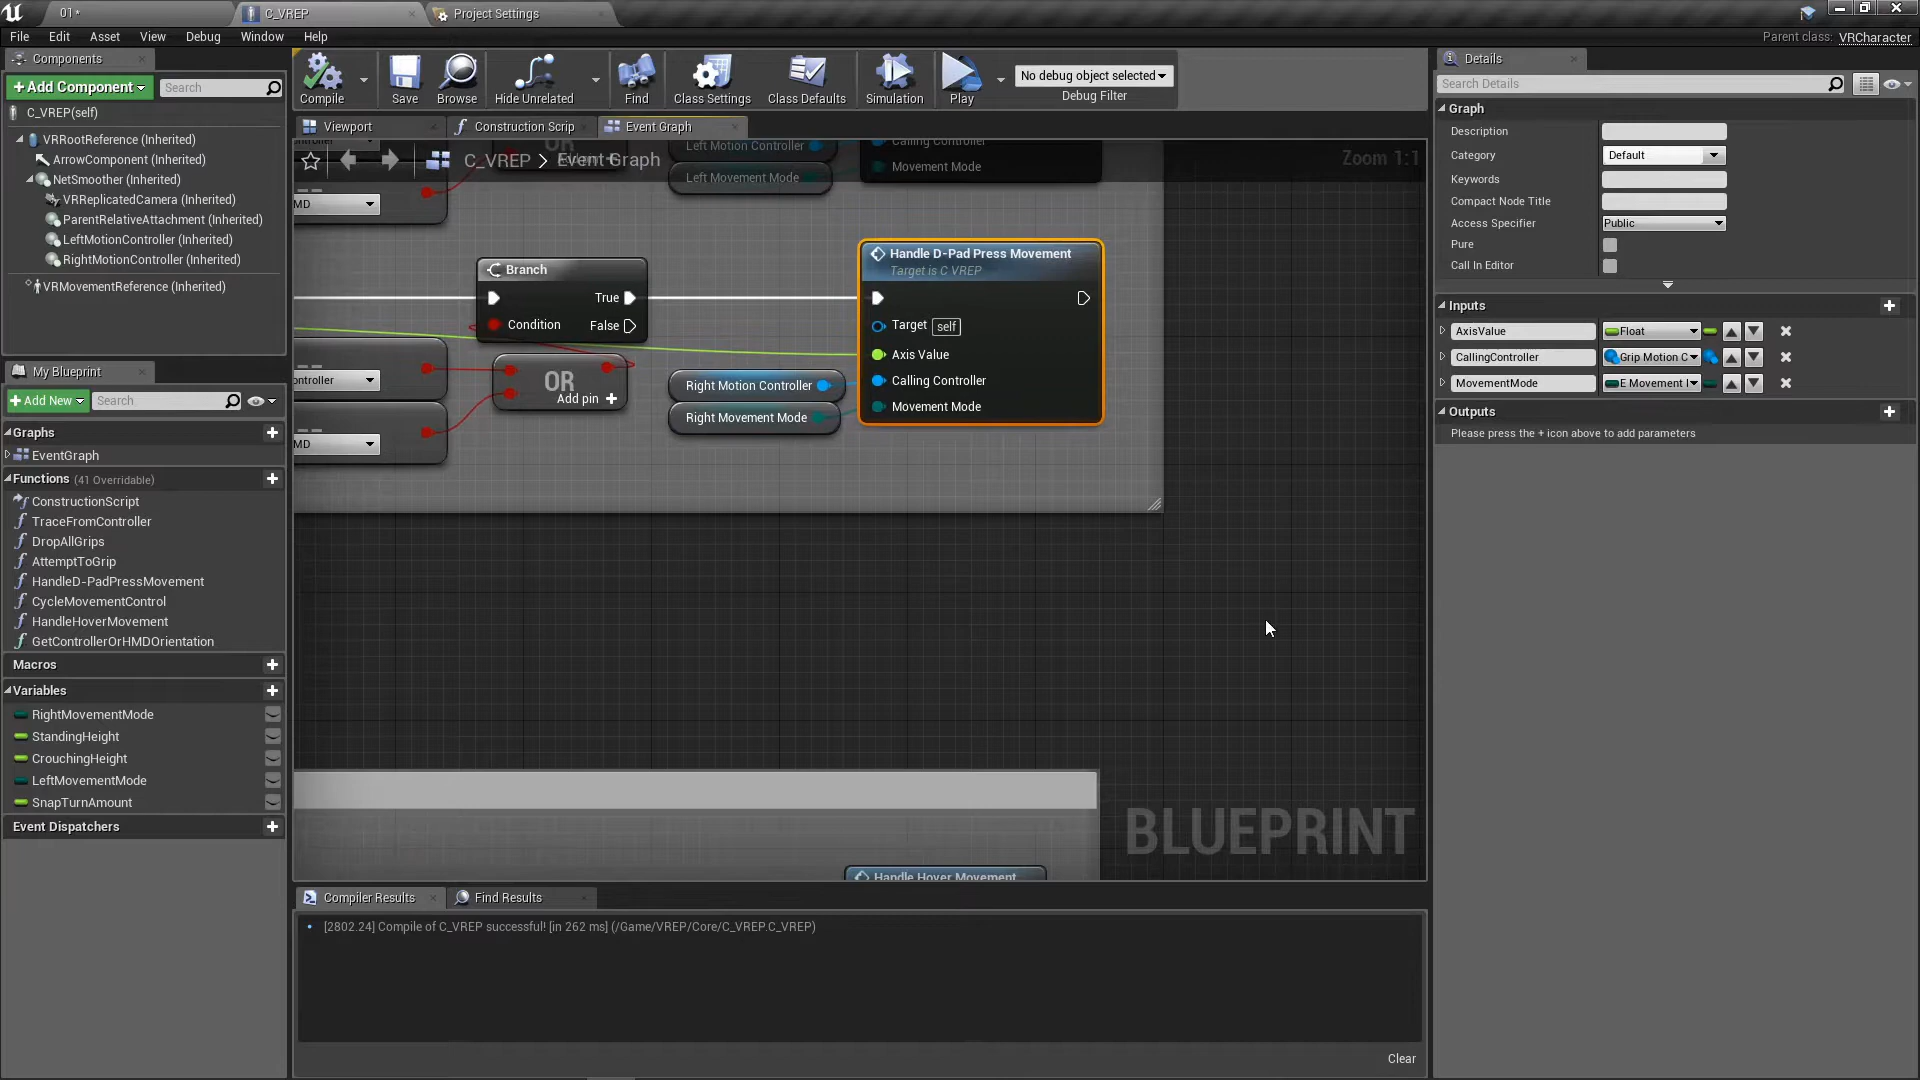 01*
C_VREP
Project Settings
File Edit Asset View Debug Window Help
Parent class: VRCharacter
Components
+Add Component
Search
C_VREP(self)
VRRootReference (Inherited)
ArrowComponent (Inherited)
NetSmoother (Inherited)
VRReplicatedCamera (Inherited)
ParentRelativeAttachment (Inherited)
LeftMotionController (Inherited)
RightMotionController (Inherited)
VRMovementReference (Inherited)
My Blueprint
+Add New
Search
Graphs
EventGraph
Functions (41 Overridable)
ConstructionScript
TraceFromController
DropAllGrips
AttemptToGrip
HandleD-PadPressMovement
CycleMovementControl
HandleHoverMovement
GetControllerOrHMDOrientation
Macros
Variables
RightMovementMode
StandingHeight
CrouchingHeight
LeftMovementMode
SnapTurnAmount
Event Dispatchers
Compile
Save
Browse
Hide Unrelated
Find
Class Settings
Class Defaults
Simulation
Play
No debug object selected
Debug Filter
Viewport
Construction Scrip
Event Graph
C_VREP > Event Graph
Zoom 1:1
Left Motion Controller
Left Movement Mode
Calling Controller
Movement Mode
MD
Branch
True
Condition
False
ontroller
MD
OR
Add pin +
Right Motion Controller
Right Movement Mode
Handle D-Pad Press Movement
Target is C VREP
Target self
Axis Value
Calling Controller
Movement Mode
Handle Hover Movement
BLUEPRINT
Compiler Results
Find Results
[2802.24] Compile of C_VREP successful! [in 262 ms] (/Game/VREP/Core/C_VREP.C_VREP)
Clear
Details
Search Details
Graph
Description
Category Default
Keywords
Compact Node Title
Access Specifier Public
Pure
Call In Editor
Inputs
AxisValue Float
CallingController Grip Motion C
MovementMode E Movement
Outputs
Please press the + icon above to add parameters